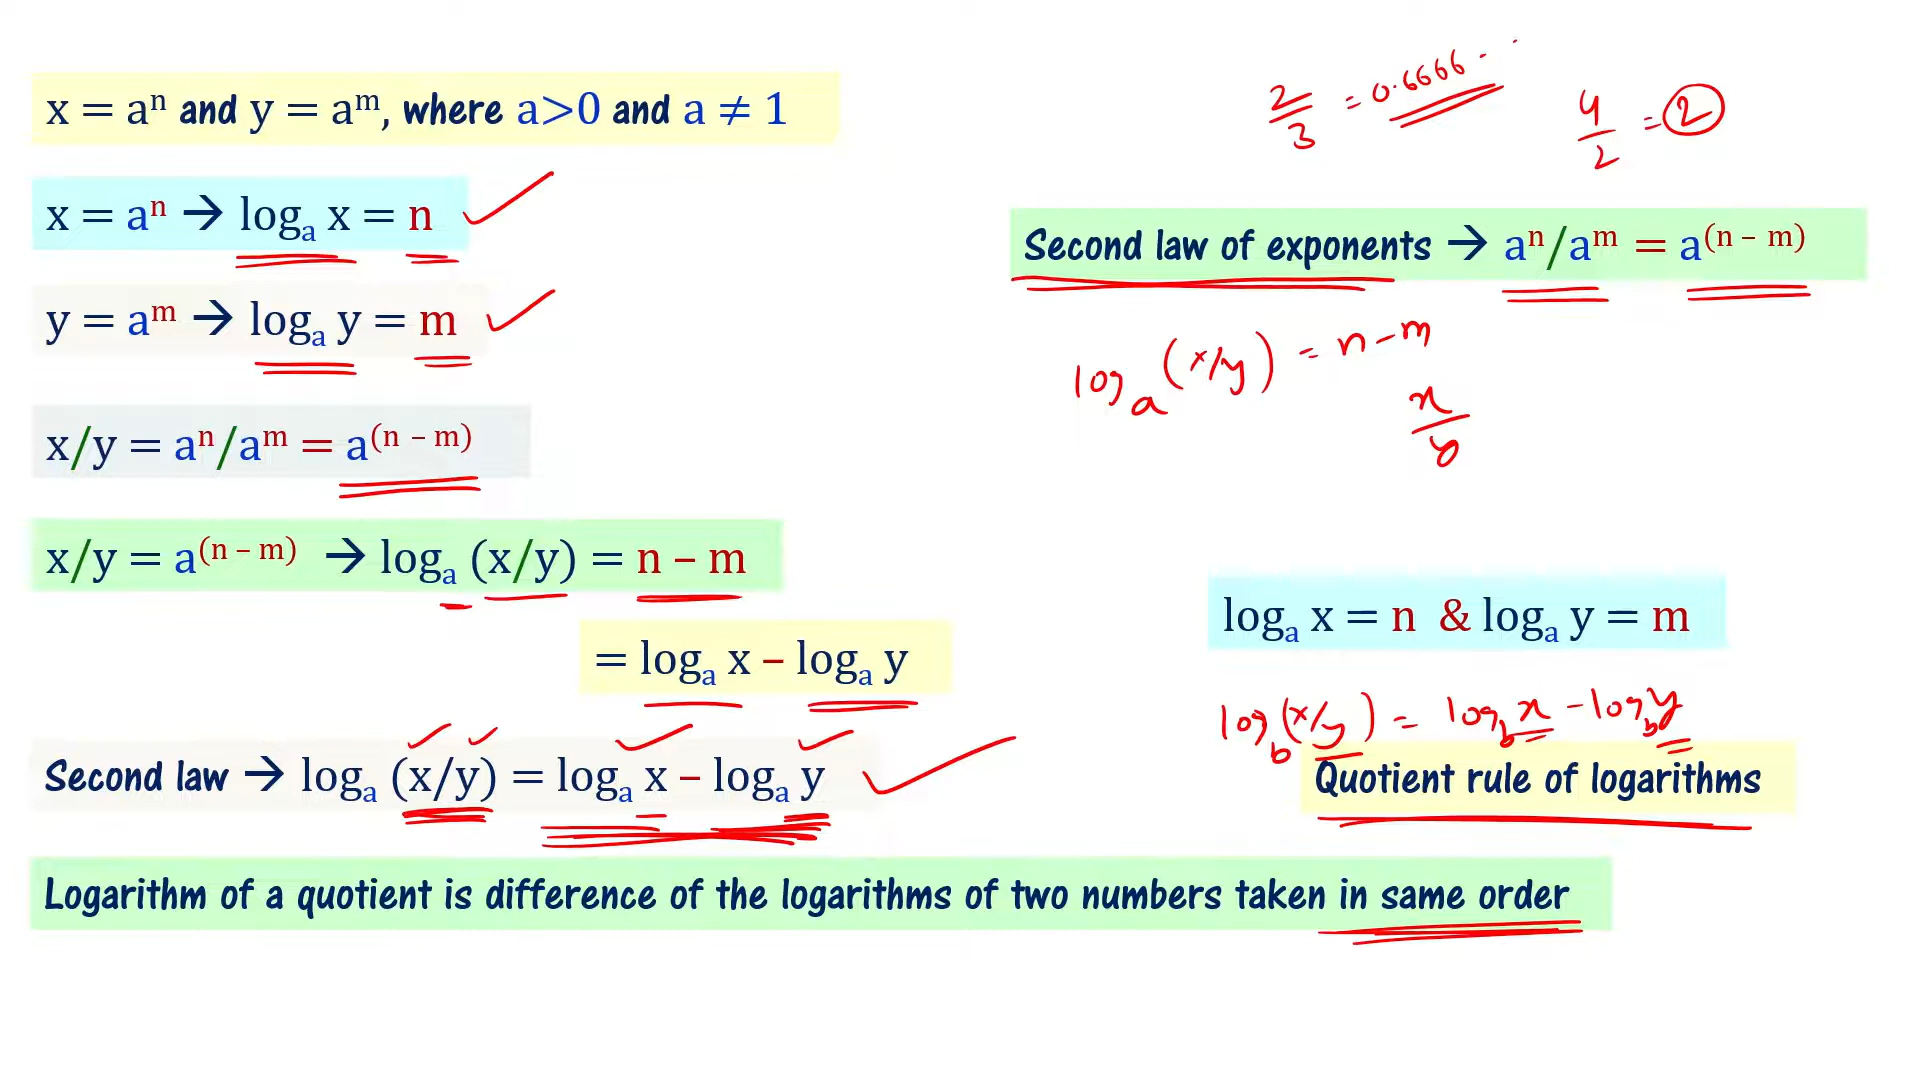 x = aⁿ and y = aᵐ, where a>0 and a ≠ 1
x = aⁿ → logₐ x = n
y = aᵐ → logₐ y = m
x/y = aⁿ/aᵐ = a⁽ⁿ ⁻ ᵐ⁾
x/y = a⁽ⁿ ⁻ ᵐ⁾ → logₐ (x/y) = n – m
= logₐ x – logₐ y
Second law → logₐ (x/y) = logₐ x – logₐ y
Logarithm of a quotient is difference of the logarithms of two numbers taken in same order
2/3 = 0.6666 - .
4/2 = 2
Second law of exponents → aⁿ/aᵐ = a⁽ⁿ ⁻ ᵐ⁾
logₐ (x/y) = n - m
x/y
logₐ x = n & logₐ y = m
log_b (x/y) = log_b x - log_b y
Quotient rule of logarithms